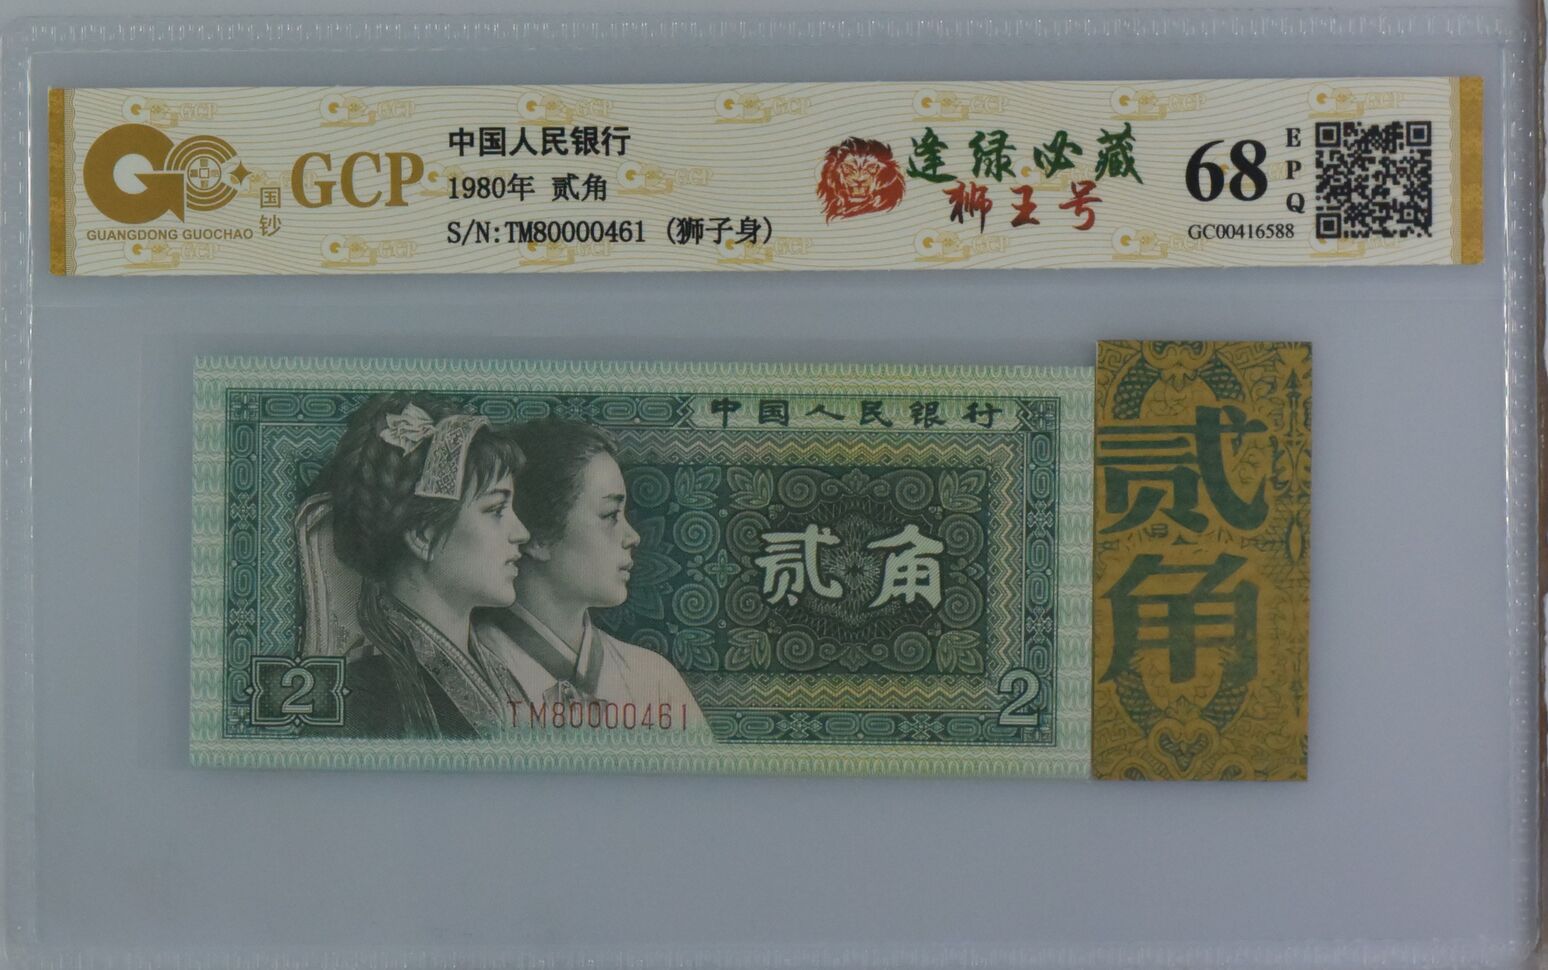 GUANGDONG GUOCHAO
国钞
GCP
中国人民银行
1980年 贰角
S/N:TM80000461 (狮子身)
逢绿必藏
狮王号
68
EPQ
GC00416588
中国人民银行
贰角
2
TM80000461
2
贰角